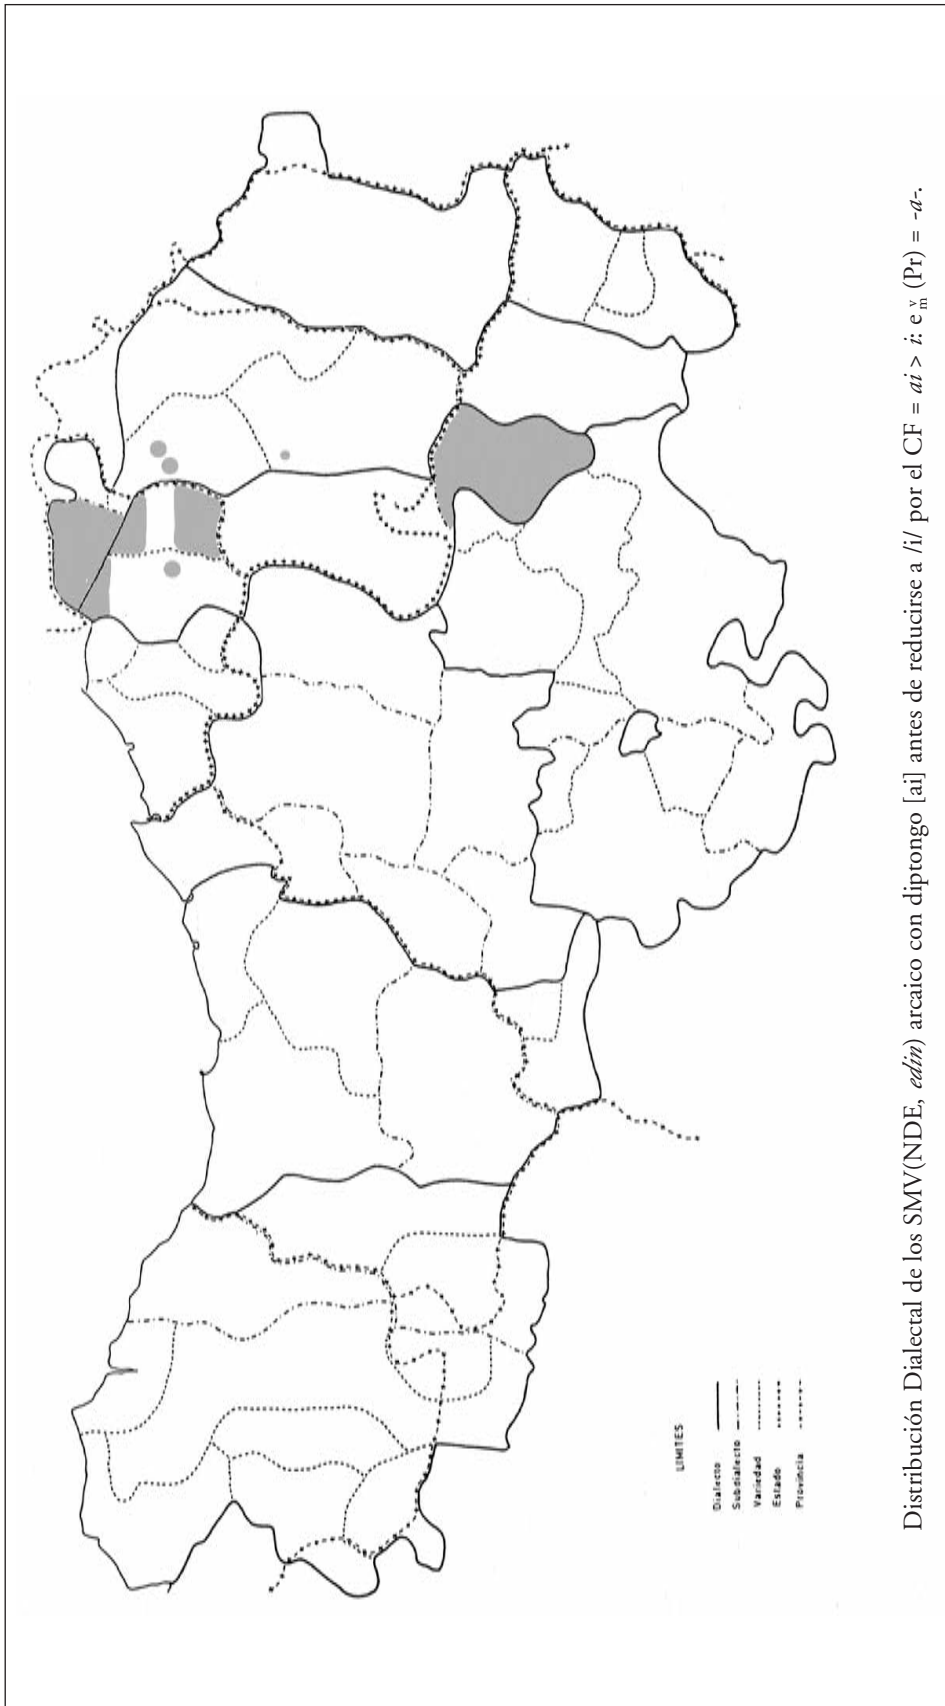 LIMITES
Dialecto
Subdialecto
Variedad
Estado
Provincia
Distribución Dialectal de los SMV(NDE, edin) arcaico con diptongo [ai] antes de reducirse a /i/ por el CF = ai > i: e v m (Pr) = -a-.